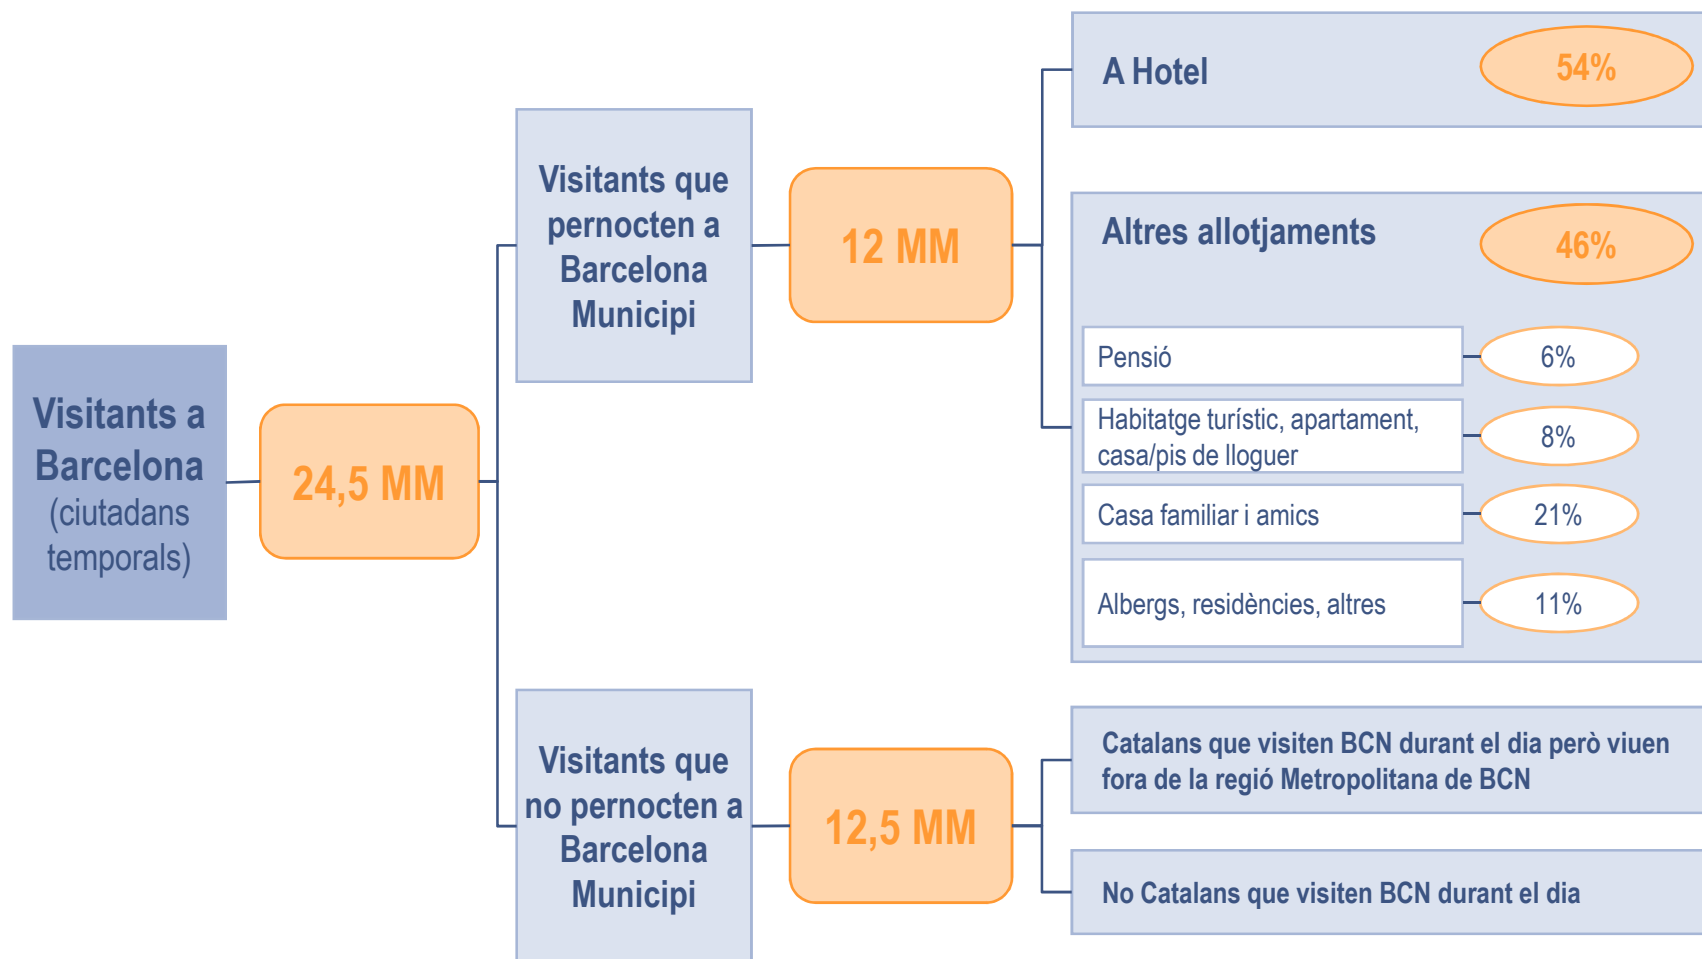 Visitants a
Barcelona
(ciutadans
temporals)
24,5 MM
Visitants que
pernocten a
Barcelona
Municipi
12 MM
A Hotel
54%
Altres allotjaments
46%
Pensió
6%
Habitatge turístic, apartament,
casa/pis de lloguer
8%
Casa familiar i amics
21%
Albergs, residències, altres
11%
Visitants que
no pernocten a
Barcelona
Municipi
12,5 MM
Catalans que visiten BCN durant el dia però viuen
fora de la regió Metropolitana de BCN
No Catalans que visiten BCN durant el dia